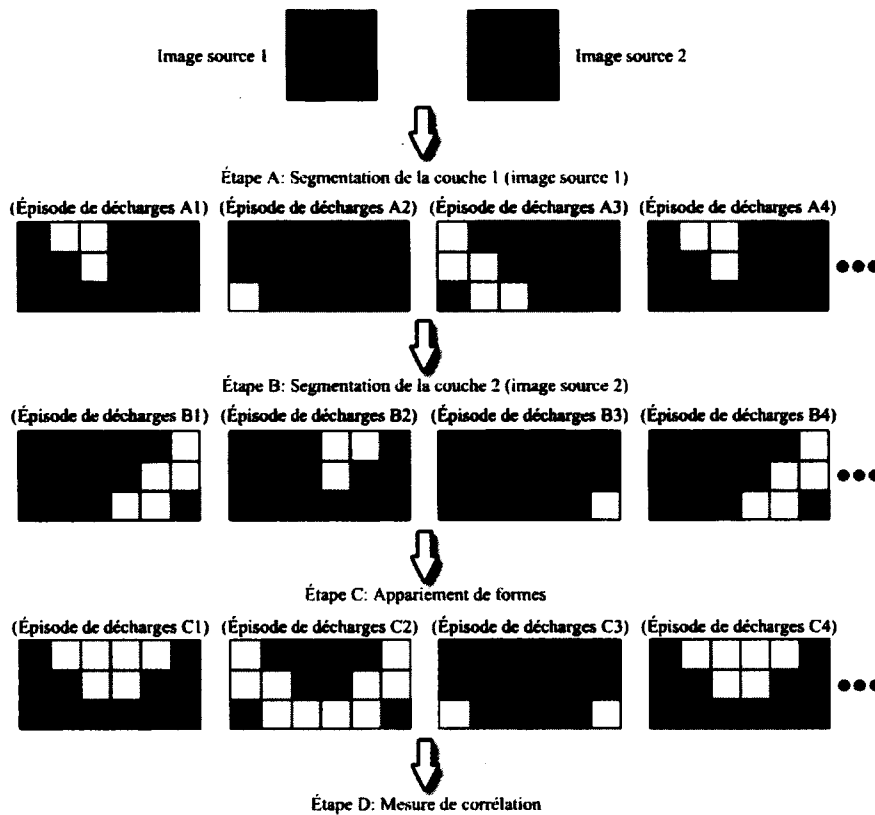 Image source 1
Image source 2
Étape A: Segmentation de la couche 1 (image source 1)
(Épisode de décharges A1) (Épisode de décharges A2) (Épisode de décharges A3) (Épisode de décharges A4)
Étape B: Segmentation de la couche 2 (image source 2)
(Épisode de décharges B1) (Épisode de décharges B2) (Épisode de décharges B3) (Épisode de décharges B4)
Étape C: Appariement de formes
(Épisode de décharges C1) (Épisode de décharges C2) (Épisode de décharges C3) (Épisode de décharges C4)
Étape D: Mesure de corrélation